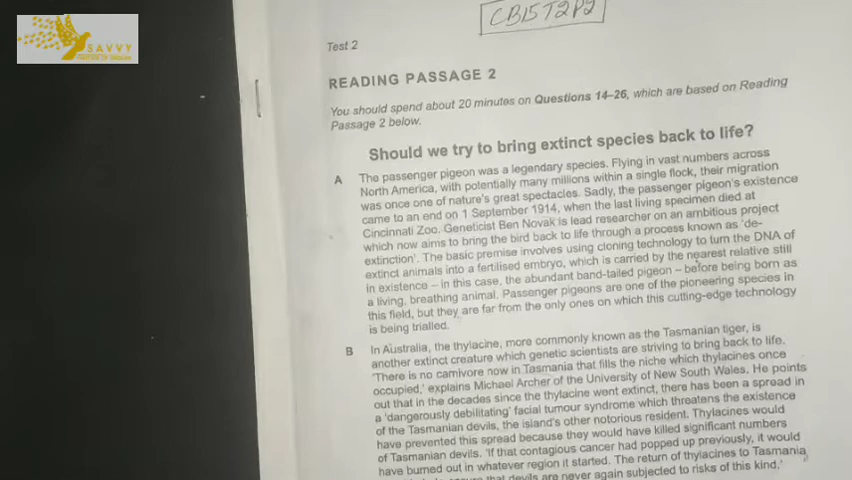 SAVVY
CB15T2P2
Test 2
READING PASSAGE 2
You should spend about 20 minutes on Questions 14–26, which are based on Reading
Passage 2 below.
Should we try to bring extinct species back to life?
A The passenger pigeon was a legendary species. Flying in vast numbers across
North America, with potentially many millions within a single flock, their migration
was once one of nature's great spectacles. Sadly, the passenger pigeon's existence
came to an end on 1 September 1914, when the last living specimen died at
Cincinnati Zoo. Geneticist Ben Novak is lead researcher on an ambitious project
which now aims to bring the bird back to life through a process known as 'de-
extinction'. The basic premise involves using cloning technology to turn the DNA of
extinct animals into a fertilised embryo, which is carried by the nearest relative still
in existence – in this case, the abundant band-tailed pigeon – before being born as
a living, breathing animal. Passenger pigeons are one of the pioneering species in
this field, but they are far from the only ones on which this cutting-edge technology
is being trialled.
B In Australia, the thylacine, more commonly known as the Tasmanian tiger, is
another extinct creature which genetic scientists are striving to bring back to life.
'There is no carnivore now in Tasmania that fills the niche which thylacines once
occupied,' explains Michael Archer of the University of New South Wales. He points
out that in the decades since the thylacine went extinct, there has been a spread in
a 'dangerously debilitating' facial tumour syndrome which threatens the existence
of the Tasmanian devils, the island's other notorious resident. Thylacines would
have prevented this spread because they would have killed significant numbers
of Tasmanian devils. 'If that contagious cancer had popped up previously, it would
have burned out in whatever region it started. The return of thylacines to Tasmania
ensure that devils are never again subjected to risks of this kind.'